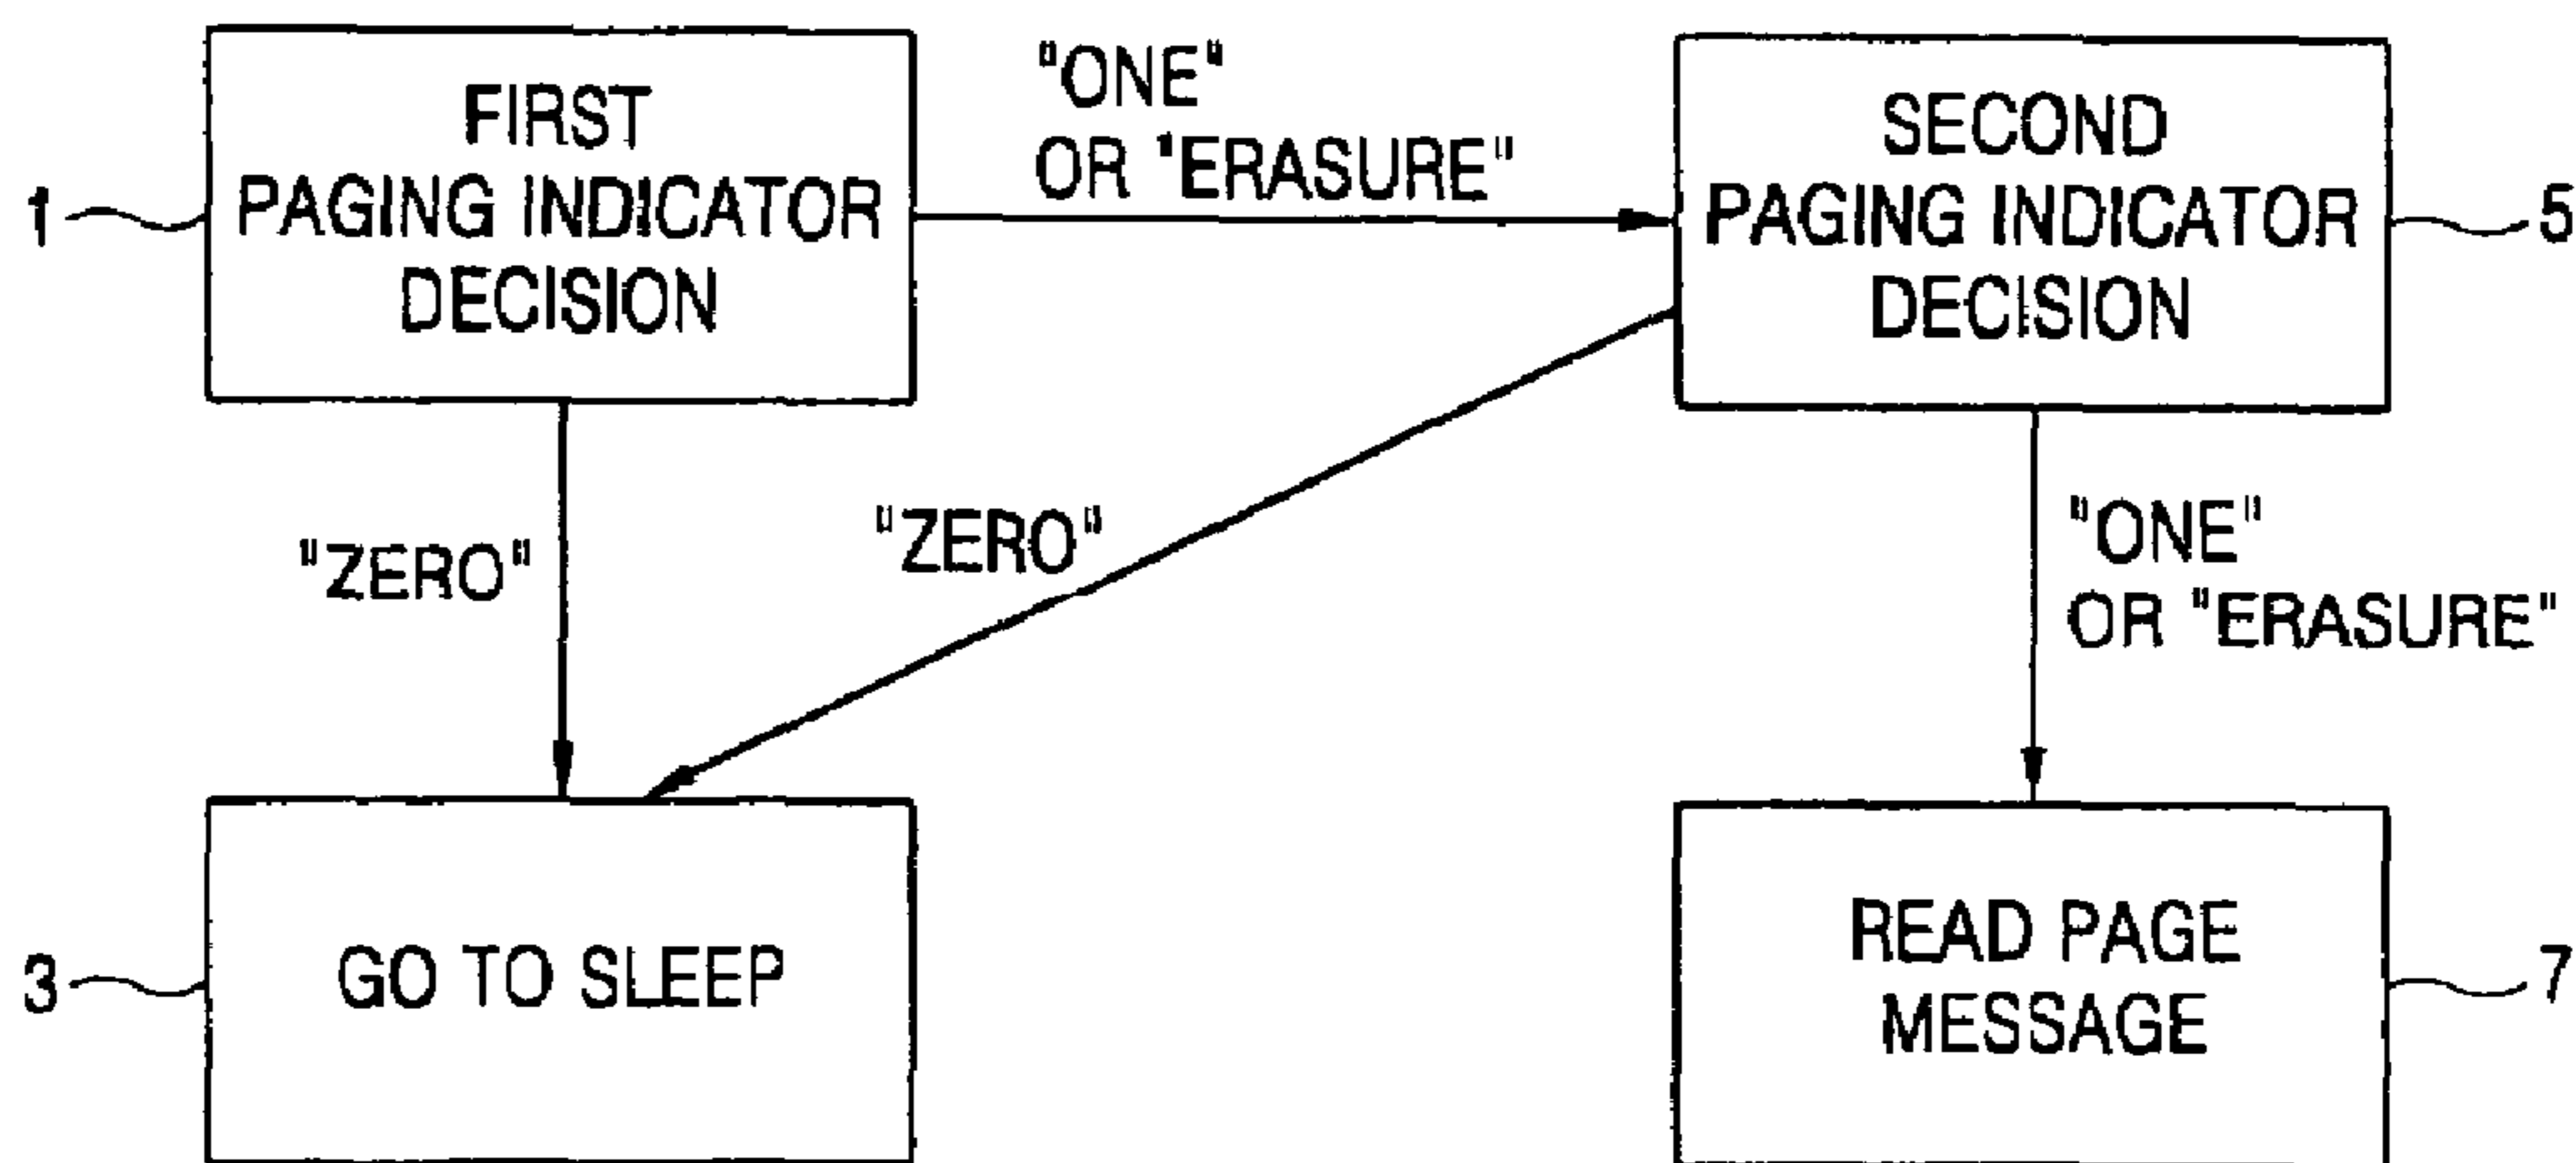 FIRST
PAGING INDICATOR
DECISION
1
"ONE"
OR "ERASURE"
SECOND
PAGING INDICATOR
DECISION
5
"ZERO"
"ZERO"
"ONE"
OR "ERASURE"
3
GO TO SLEEP
READ PAGE
MESSAGE
7